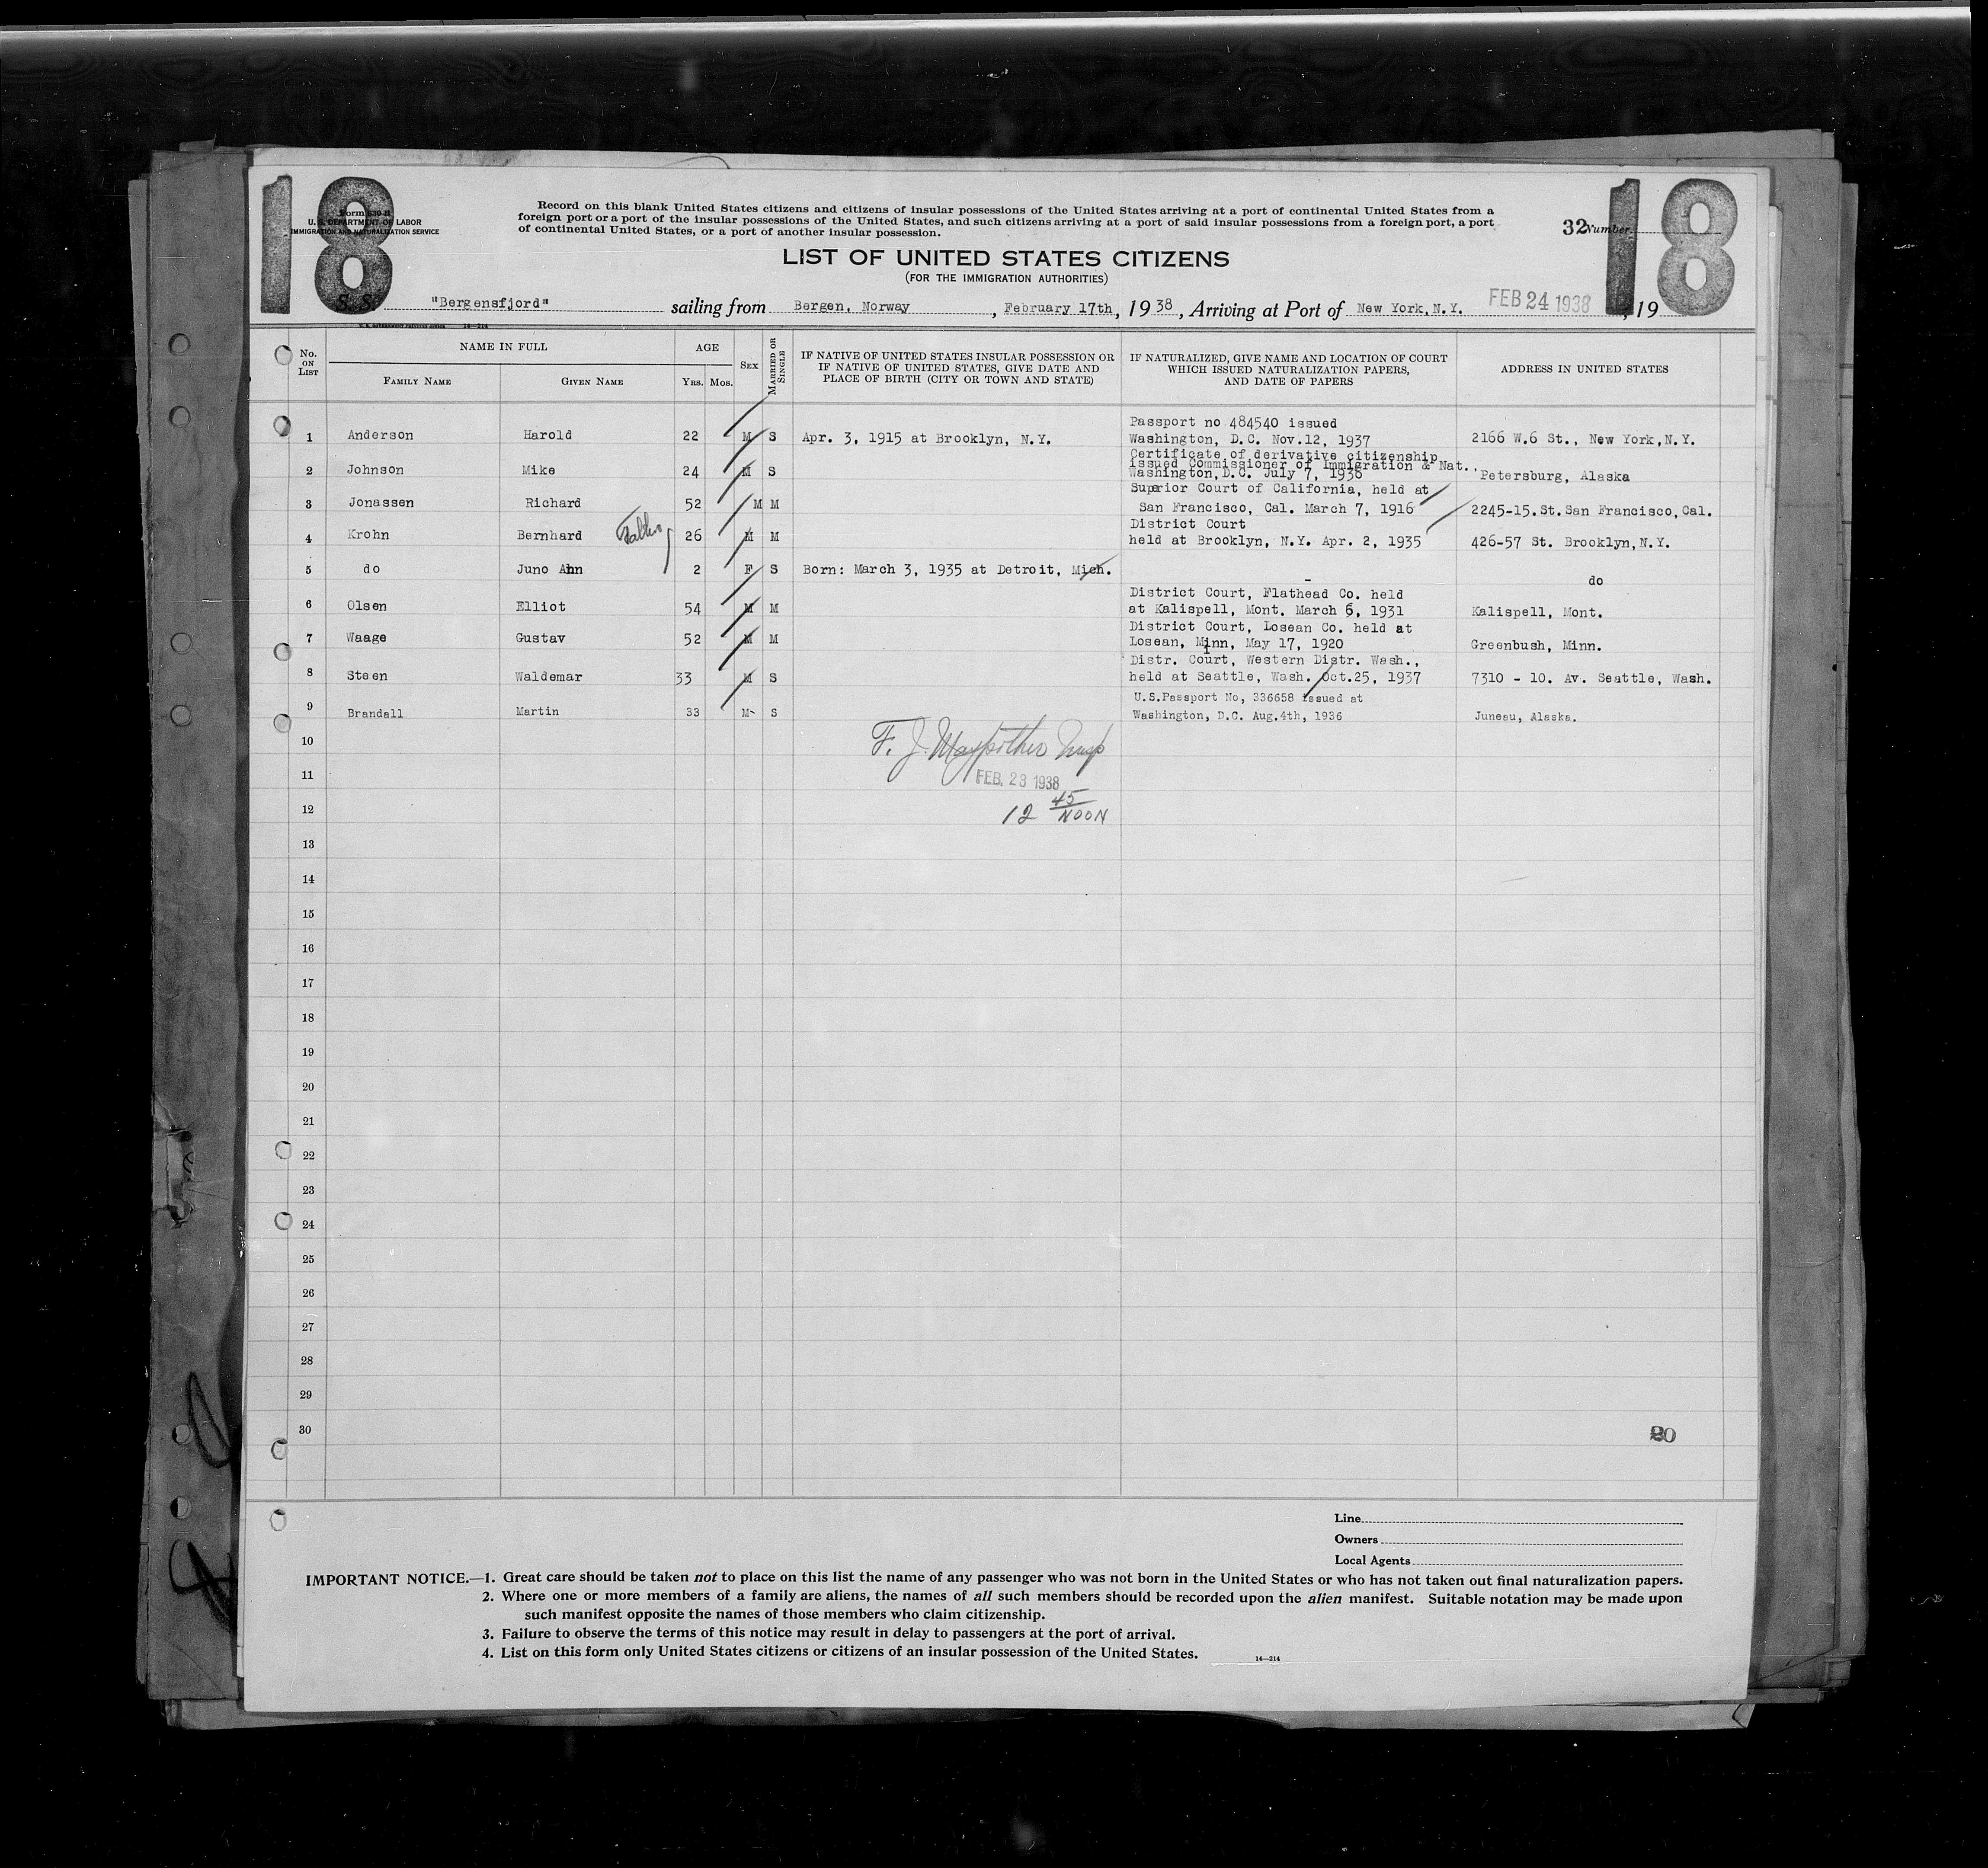 18
18
Form 630 B
U. S. DEPARTMENT OF LABOR
IMMIGRATION AND NATURALIZATION SERVICE
Record on this blank United States citizens and citizens of insular possessions of the United States arriving at a port of continental United States from a
foreign port or a port of the insular possessions of the United States, and such citizens arriving at a port of said insular possessions from a foreign port, a port
of continental United States, or a port of another insular possession.
32 Number
LIST OF UNITED STATES CITIZENS
(FOR THE IMMIGRATION AUTHORITIES)
S. S. "Bergensfjord" sailing from Bergen, Norway, February 17th, 19 38, Arriving at Port of New York, N.Y. FEB 24 1938, 19
No. ON LIST
NAME IN FULL
FAMILY NAME
GIVEN NAME
AGE
YRS. MOS.
SEX
MARRIED OR SINGLE
IF NATIVE OF UNITED STATES INSULAR POSSESSION OR
IF NATIVE OF UNITED STATES, GIVE DATE AND
PLACE OF BIRTH (CITY OR TOWN AND STATE)
IF NATURALIZED, GIVE NAME AND LOCATION OF COURT
WHICH ISSUED NATURALIZATION PAPERS,
AND DATE OF PAPERS
ADDRESS IN UNITED STATES
Passport no 484540 issued
1 Anderson Harold 22 M S Apr. 3, 1915 at Brooklyn, N.Y. Washington, D.C. Nov.12, 1937 2166 W.6 St., New York,N.Y.
Certificate of derivative citizenship
issued Commissioner of Immigration & Nat.,
2 Johnson Mike 24 M S Washington,D.C. July 7, 1936 Petersburg, Alaska
Superior Court of California, held at
3 Jonassen Richard 52 M M San Francisco, Cal. March 7, 1916 2245-15.St.San Francisco,Cal.
District Court
4 Krohn Bernhard 26 M M held at Brooklyn, N.Y. Apr. 2, 1935 426-57 St. Brooklyn,N.Y.
5 do Juno Ann 2 F S Born: March 3, 1935 at Detroit, Mich. - do
District Court, Flathead Co. held
6 Olsen Elliot 54 M M at Kalispell, Mont. March 6, 1931 Kalispell, Mont.
District Court, Losean Co. held at
7 Waage Gustav 52 M M Losean, Minn, May 17, 1920 Greenbush, Minn.
Distr. Court, Western Distr. Wash.,
8 Steen Waldemar 33 M S held at Seattle, Wash. Oct.25, 1937 7310 - 10. Av. Seattle, Wash.
U.S.Passport No, 336658 issued at
9 Brandall Martin 33 M S Washington, D.C. Aug.4th, 1936 Juneau, Alaska.
10 F. J. Insp
11 FEB. 23 1938
12 12 45 NOON
13
14
15
16
17
18
19
20
21
22
23
24
25
26
27
28
29
30
Line
Owners
Local Agents
IMPORTANT NOTICE.—1. Great care should be taken not to place on this list the name of any passenger who was not born in the United States or who has not taken out final naturalization papers.
2. Where one or more members of a family are aliens, the names of all such members should be recorded upon the alien manifest. Suitable notation may be made upon
such manifest opposite the names of those members who claim citizenship.
3. Failure to observe the terms of this notice may result in delay to passengers at the port of arrival.
4. List on this form only United States citizens or citizens of an insular possession of the United States.
14—214